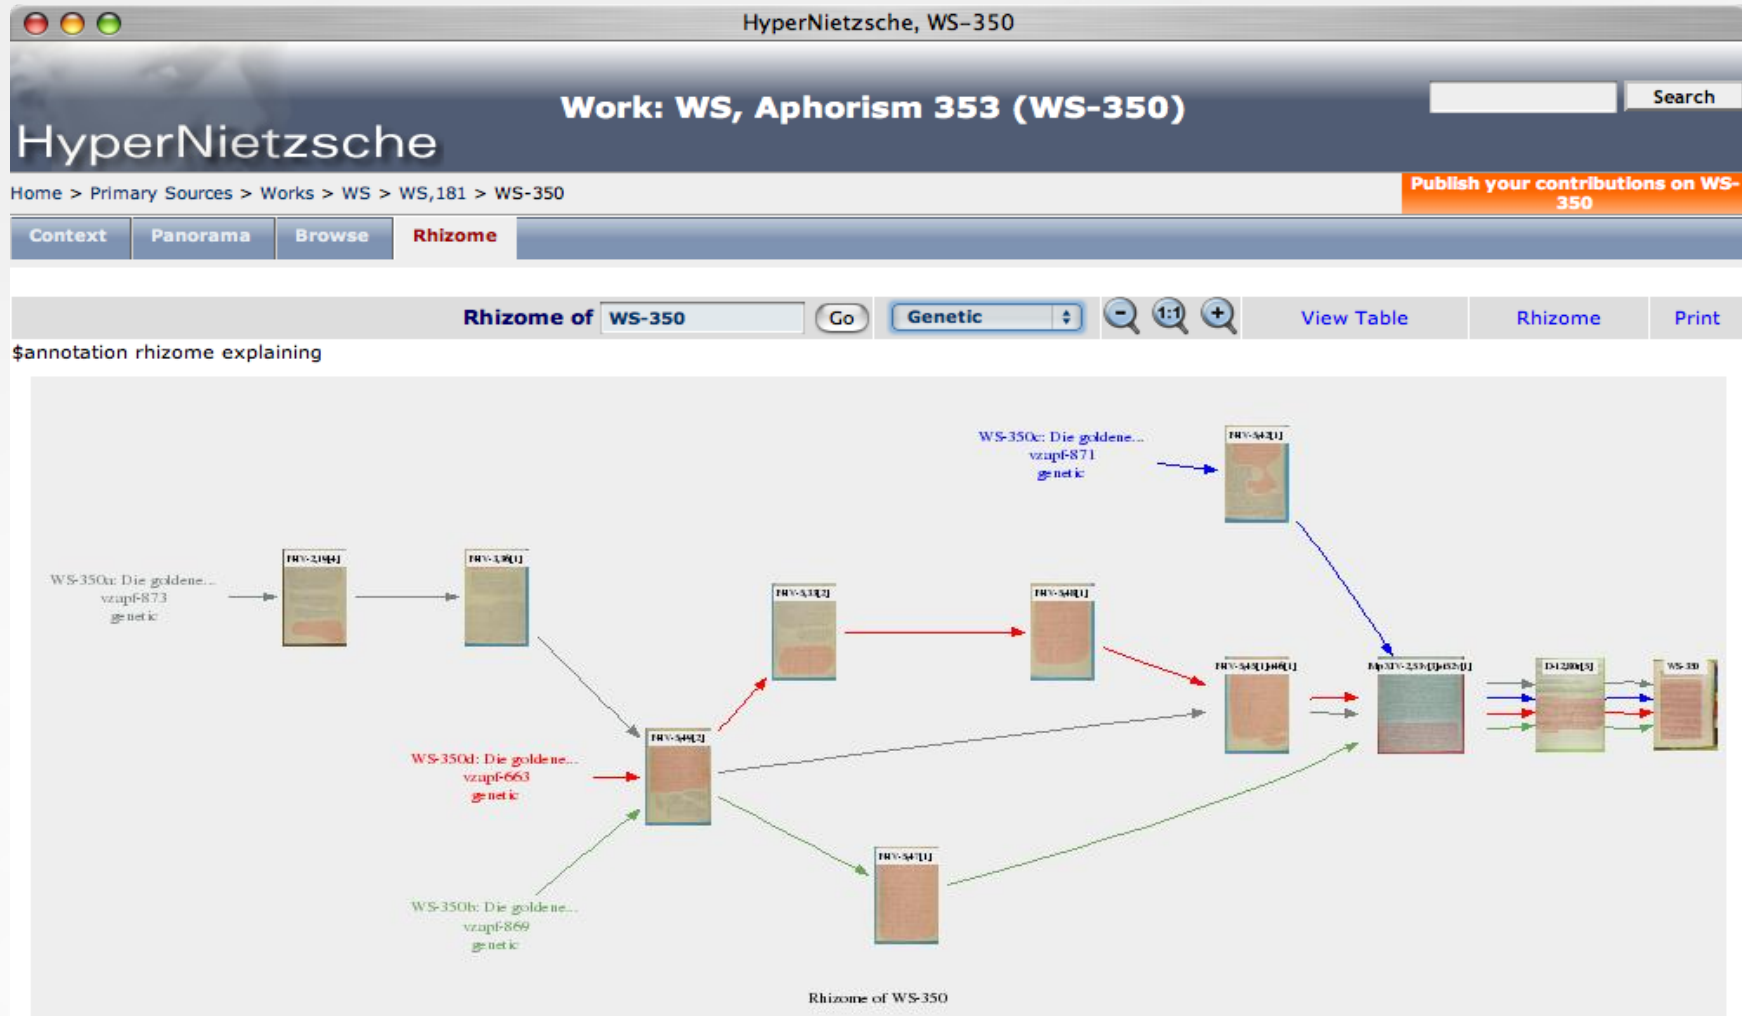 HyperNietzsche, WS-350
Work: WS, Aphorism 353 (WS-350)
Search
HyperNietzsche
Home > Primary Sources > Works > WS > WS,181 > WS-350
Publish your contributions on WS-
350
Context Panorama Browse Rhizome
Rhizome of WS-350 Go Genetic - 1:1 + View Table Rhizome Print
$annotation rhizome explaining
WS-350c: Die goldene...
vzapf-871
genetic
WS-350a: Die goldene...
vzapf-873
genetic
WS-350
WS-350d: Die goldene...
vzapf-663
genetic
WS-350b: Die goldene...
vzapf-869
genetic
Rhizome of WS-350